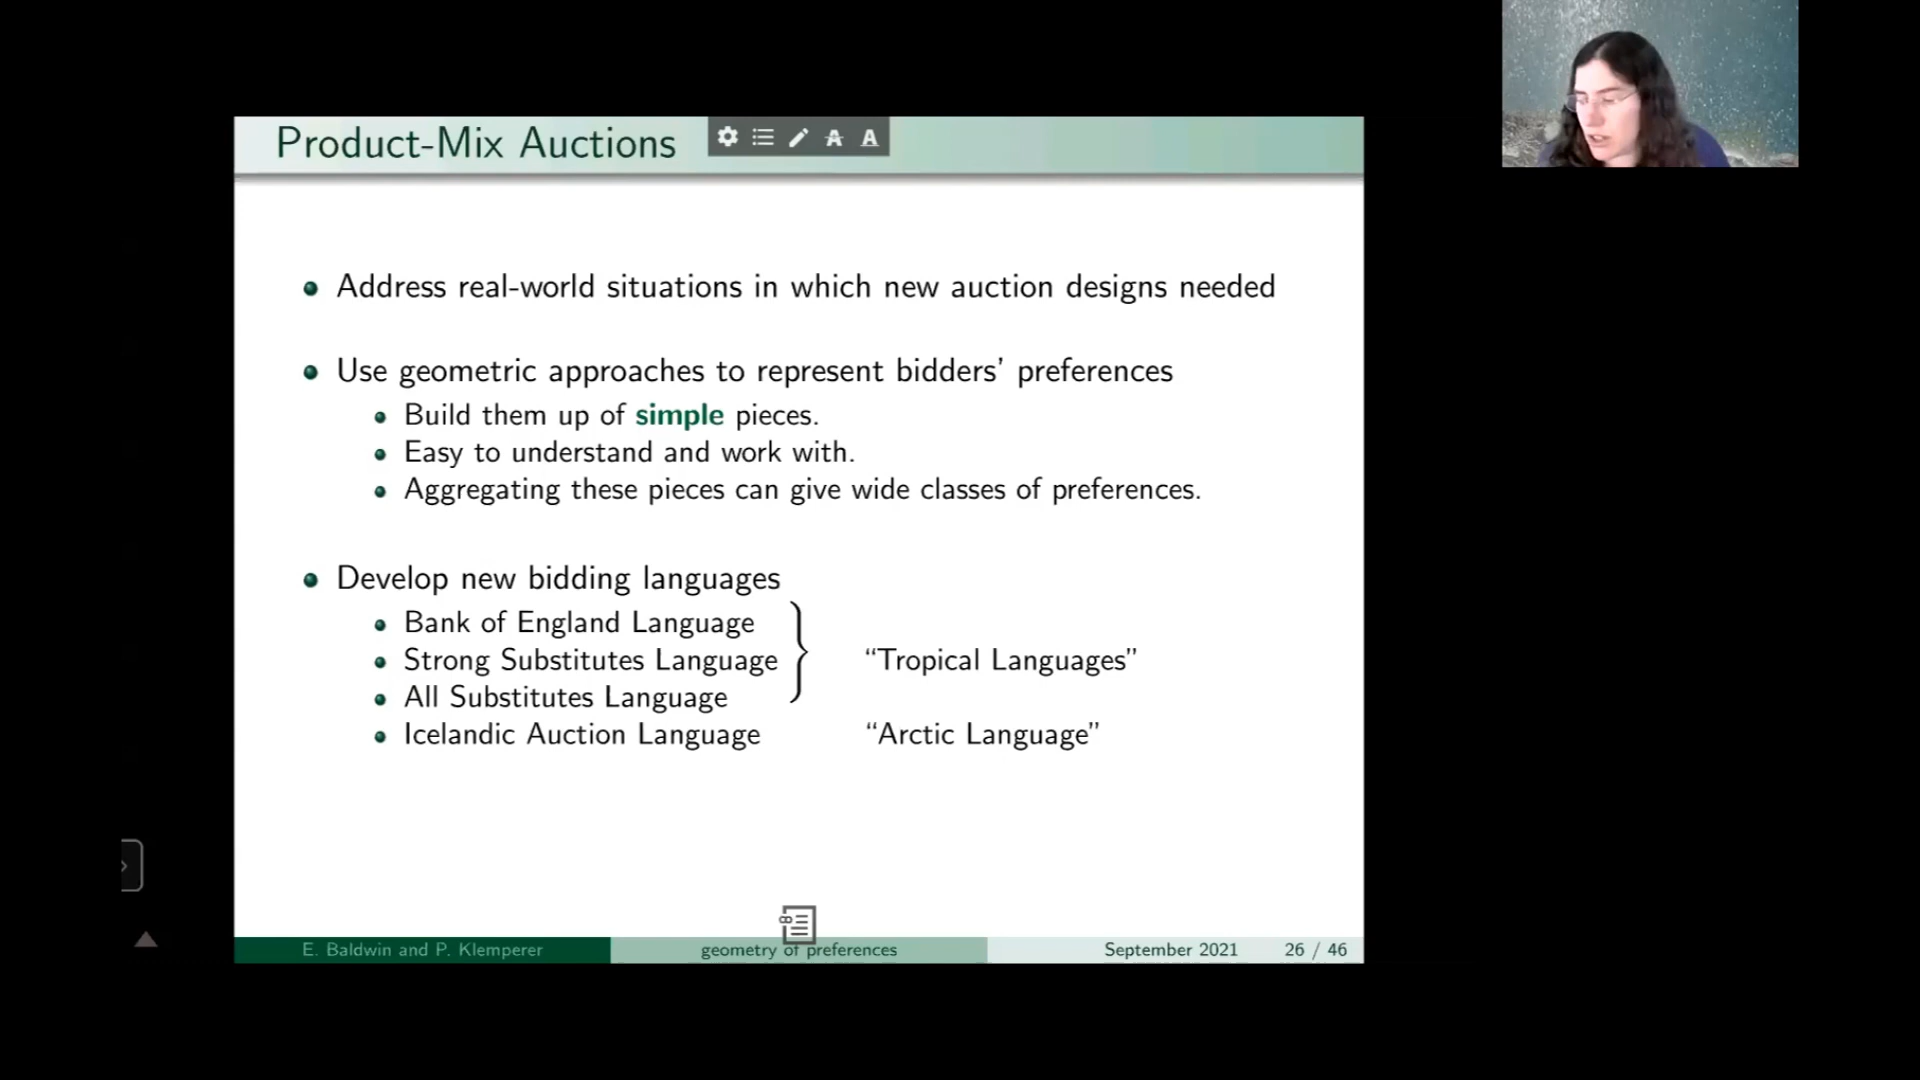 Product-Mix Auctions
Address real-world situations in which new auction designs needed
Use geometric approaches to represent bidders’ preferences
Build them up of simple pieces.
Easy to understand and work with.
Aggregating these pieces can give wide classes of preferences.
Develop new bidding languages
Bank of England Language
Strong Substitutes Language
“Tropical Languages”
All Substitutes Language
Icelandic Auction Language
“Arctic Language”
E. Baldwin and P. Klemperer
geometry of preferences
September 2021
26 / 46